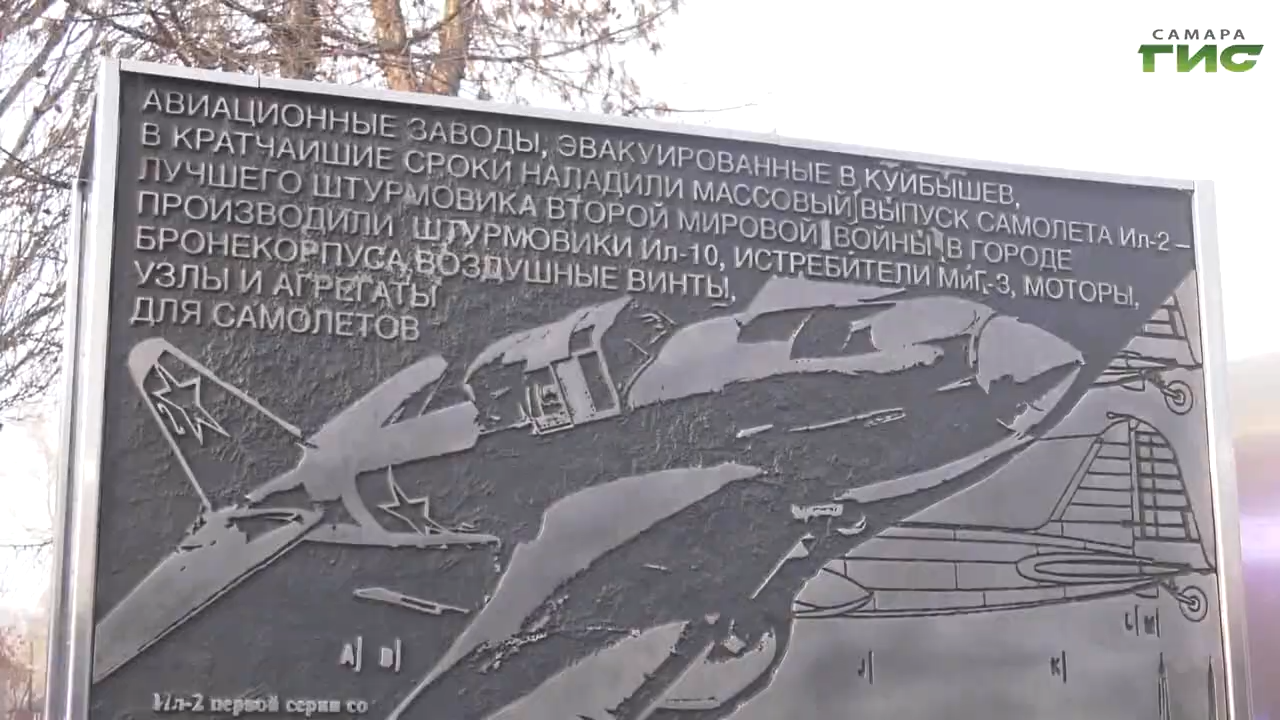 САМАРА
ГИС
АВИАЦИОННЫЕ ЗАВОДЫ, ЭВАКУИРОВАННЫЕ В КУЙБЫШЕВ,
В КРАТЧАЙШИЕ СРОКИ НАЛАДИЛИ МАССОВЫЙ ВЫПУСК САМОЛЕТА Ил-2 –
ЛУЧШЕГО ШТУРМОВИКА ВТОРОЙ МИРОВОЙ ВОЙНЫ. В ГОРОДЕ
ПРОИЗВОДИЛИ ШТУРМОВИКИ Ил-10, ИСТРЕБИТЕЛИ МиГ-3, МОТОРЫ,
БРОНЕКОРПУСА, ВОЗДУШНЫЕ ВИНТЫ,
УЗЛЫ И АГРЕГАТЫ
ДЛЯ САМОЛЕТОВ
A B
J K L M
Ил-2 первой серии со